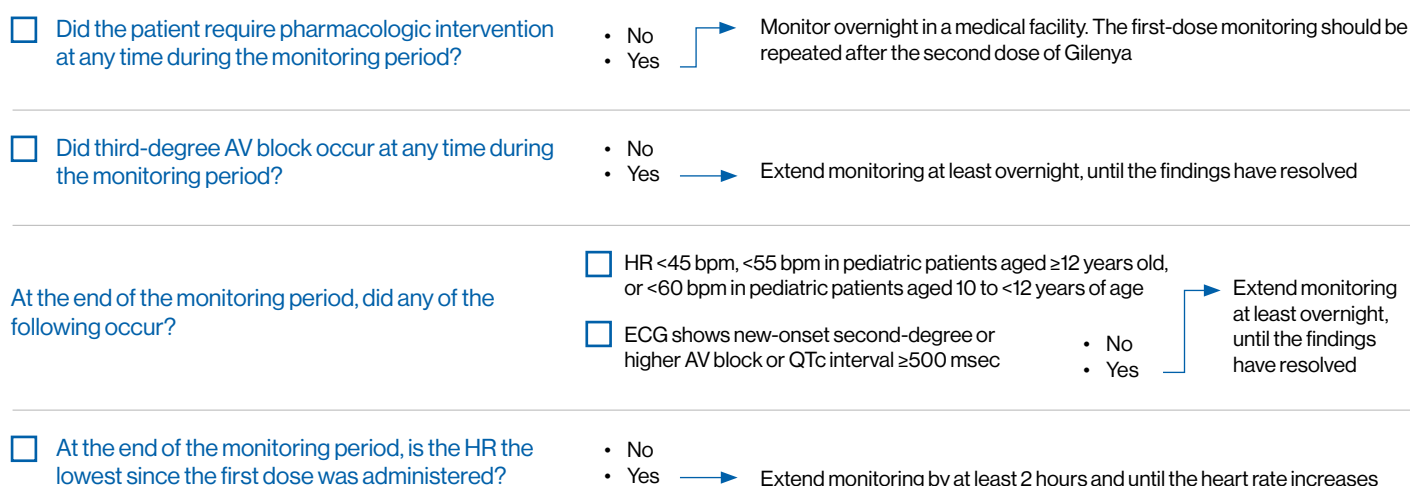 Did the patient require pharmacologic intervention
at any time during the monitoring period?
• No
• Yes
Monitor overnight in a medical facility. The first-dose monitoring should be
repeated after the second dose of Gilenya
Did third-degree AV block occur at any time during
the monitoring period?
• No
• Yes
Extend monitoring at least overnight, until the findings have resolved
At the end of the monitoring period, did any of the
following occur?
HR <45 bpm, <55 bpm in pediatric patients aged ≥12 years old,
or <60 bpm in pediatric patients aged 10 to <12 years of age
ECG shows new-onset second-degree or
higher AV block or QTc interval ≥500 msec
• No
• Yes
Extend monitoring
at least overnight,
until the findings
have resolved
At the end of the monitoring period, is the HR the
lowest since the first dose was administered?
• No
• Yes
Extend monitoring by at least 2 hours and until the heart rate increases